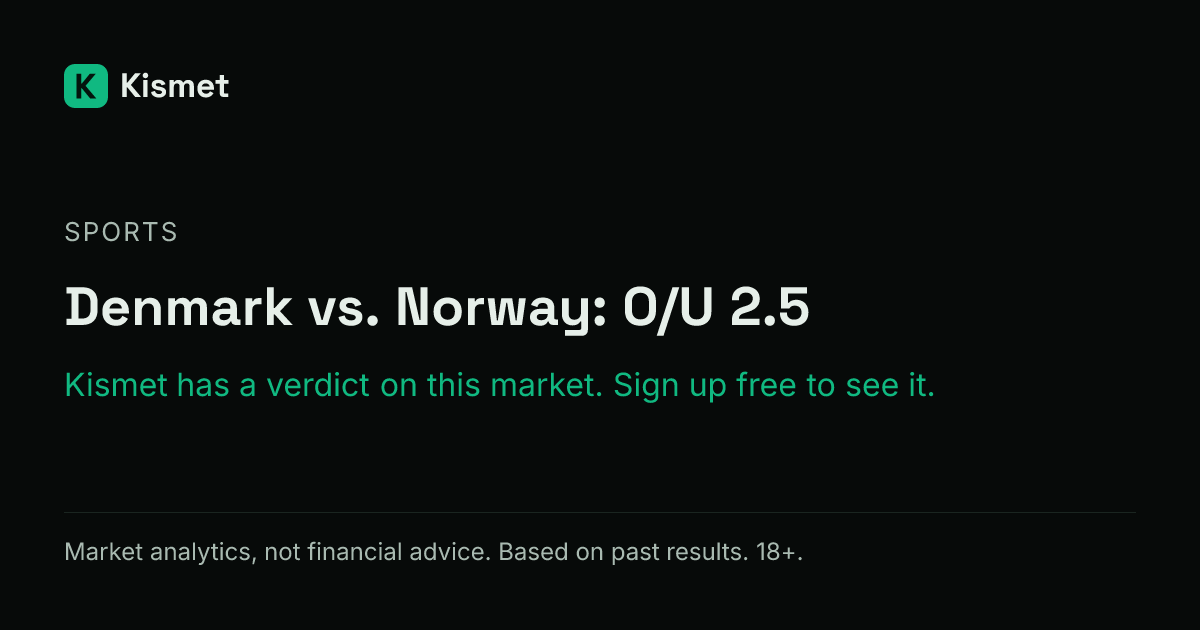 K Kismet
SPORTS
Denmark vs. Norway: O/U 2.5
Kismet has a verdict on this market. Sign up free to see it.
Market analytics, not financial advice. Based on past results. 18+.